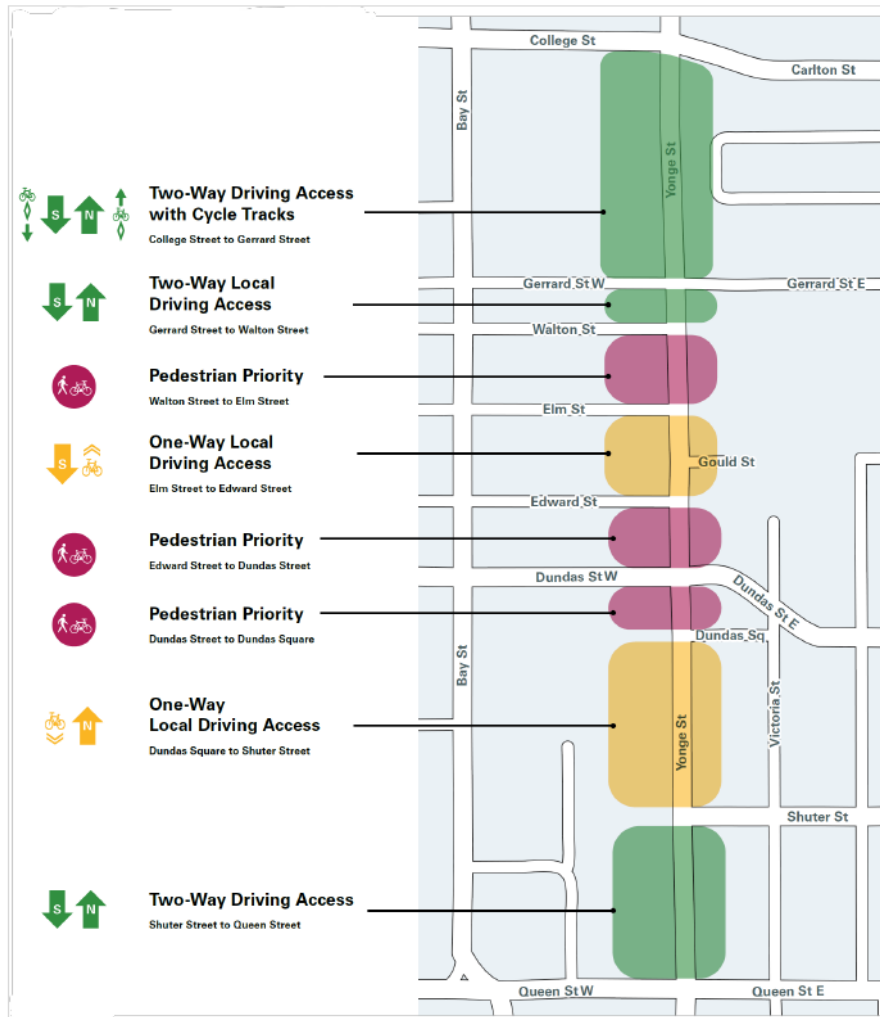 College St
Carlton St
Bay St
Yonge St
S N
Two-Way Driving Access
with Cycle Tracks
College Street to Gerrard Street
Two-Way Local
Driving Access
Gerrard Street to Walton Street
S N
Gerrard St W
Gerrard St E
Walton St
Pedestrian Priority
Walton Street to Elm Street
Elm St
One-Way Local
Driving Access
Elm Street to Edward Street
S
Gould St
Edward St
Pedestrian Priority
Edward Street to Dundas Street
Dundas St W
Dundas St E
Pedestrian Priority
Dundas Street to Dundas Square
Dundas Sq
Bay St
Yonge St
Victoria St
One-Way
Local Driving Access
Dundas Square to Shuter Street
N
Shuter St
Two-Way Driving Access
Shuter Street to Queen Street
S N
Queen St W
Queen St E